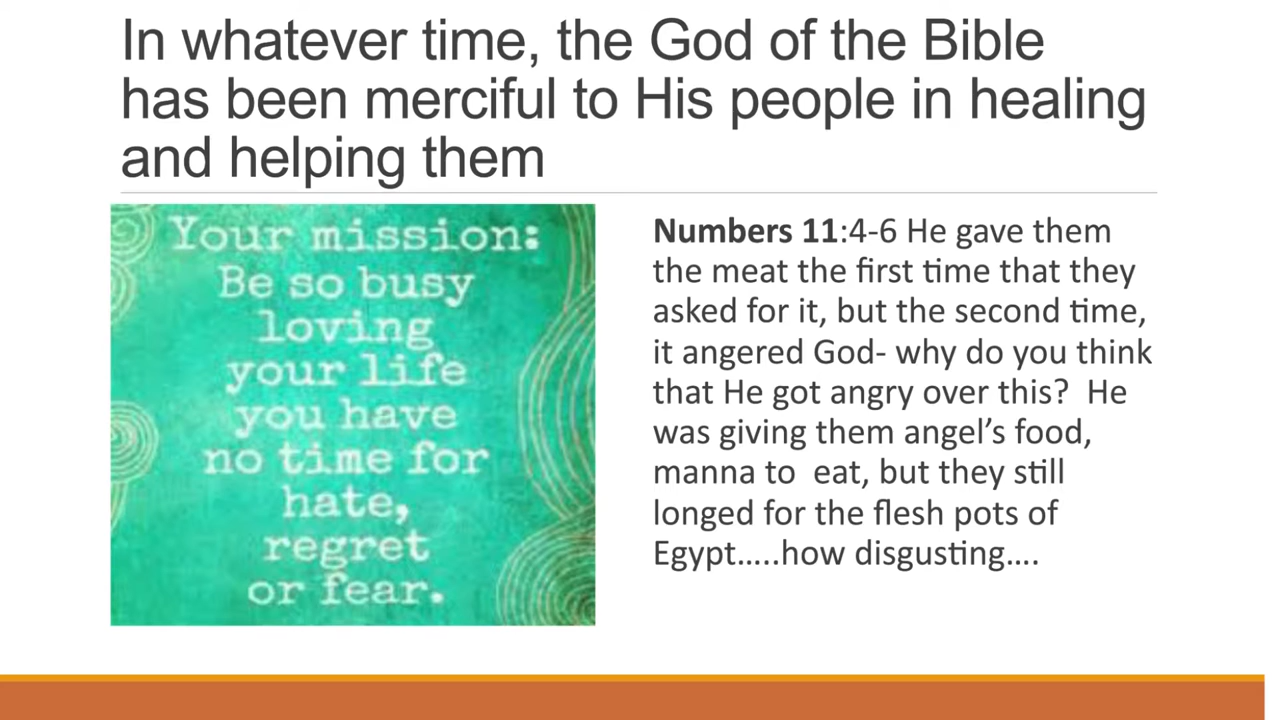 In whatever time, the God of the Bible
has been merciful to His people in healing
and helping them
Your mission:
Be so busy
loving
your life
you have
no time for
hate,
regret
or fear.
Numbers 11:4-6 He gave them
the meat the first time that they
asked for it, but the second time,
it angered God- why do you think
that He got angry over this?  He
was giving them angel’s food,
manna to  eat, but they still
longed for the flesh pots of
Egypt…..how disgusting….